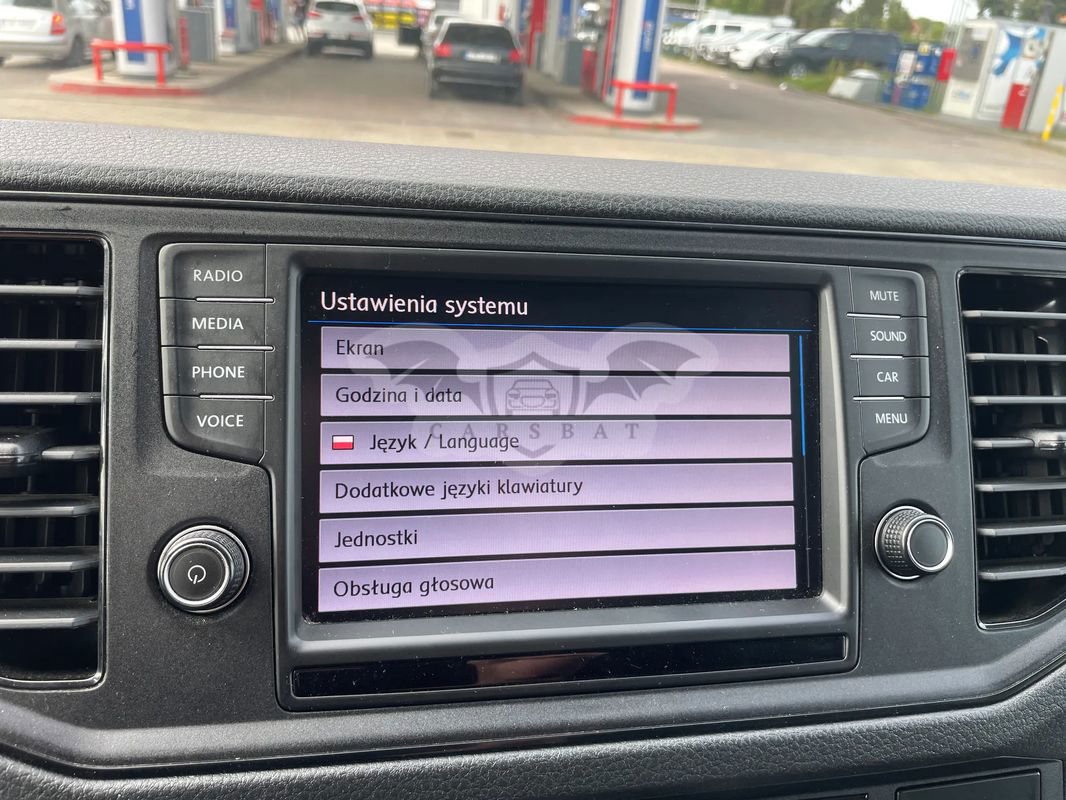 RADIO
MEDIA
PHONE
VOICE
Ustawienia systemu
Ekran
Godzina i data
Język / Language
Dodatkowe języki klawiatury
Jednostki
Obsługa głosowa
MUTE
SOUND
CAR
MENU
CARSBAT